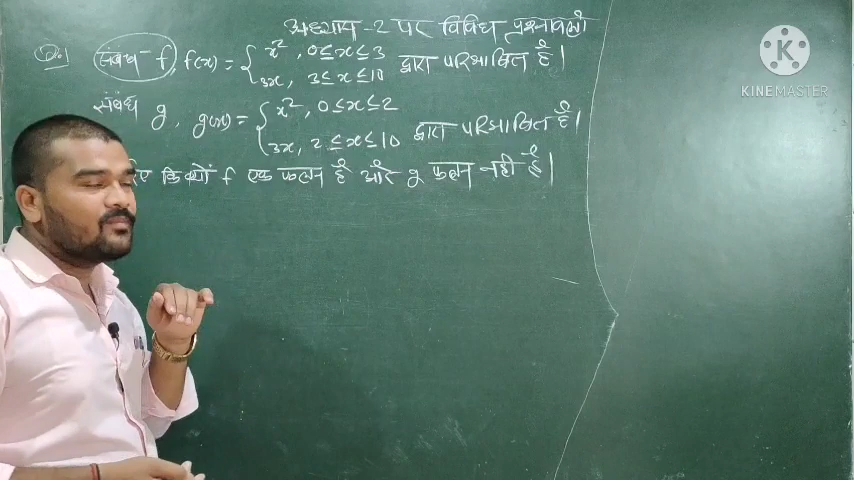 अध्याय-2 पर विविध प्रश्नावली
संबंध f, f(x) = { x², 0≤x≤3
3x, 3≤x≤10 द्वारा परिभाषित है।
संबंध g, g(x) = { x², 0≤x≤2
3x, 2≤x≤10 द्वारा परिभाषित है।
कि क्यों f एक फलन है और g फलन नही है।
KINEMASTER